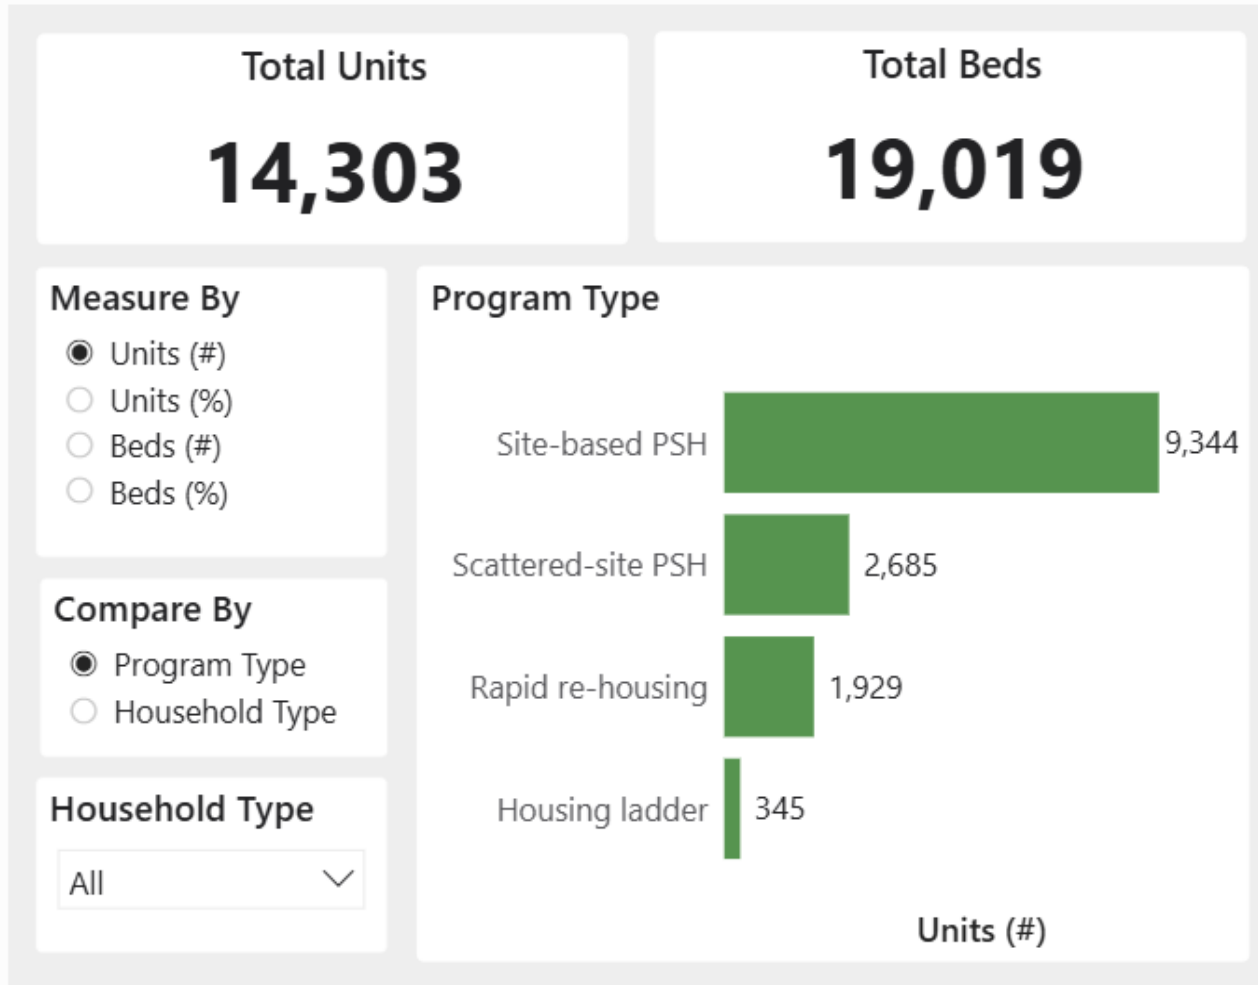 Total Units
14,303
Total Beds
19,019
Measure By
Units (#)
Units (%)
Beds (#)
Beds (%)
Compare By
Program Type
Household Type
Household Type
All
Program Type
Site-based PSH 9,344
Scattered-site PSH 2,685
Rapid re-housing 1,929
Housing ladder 345
Units (#)